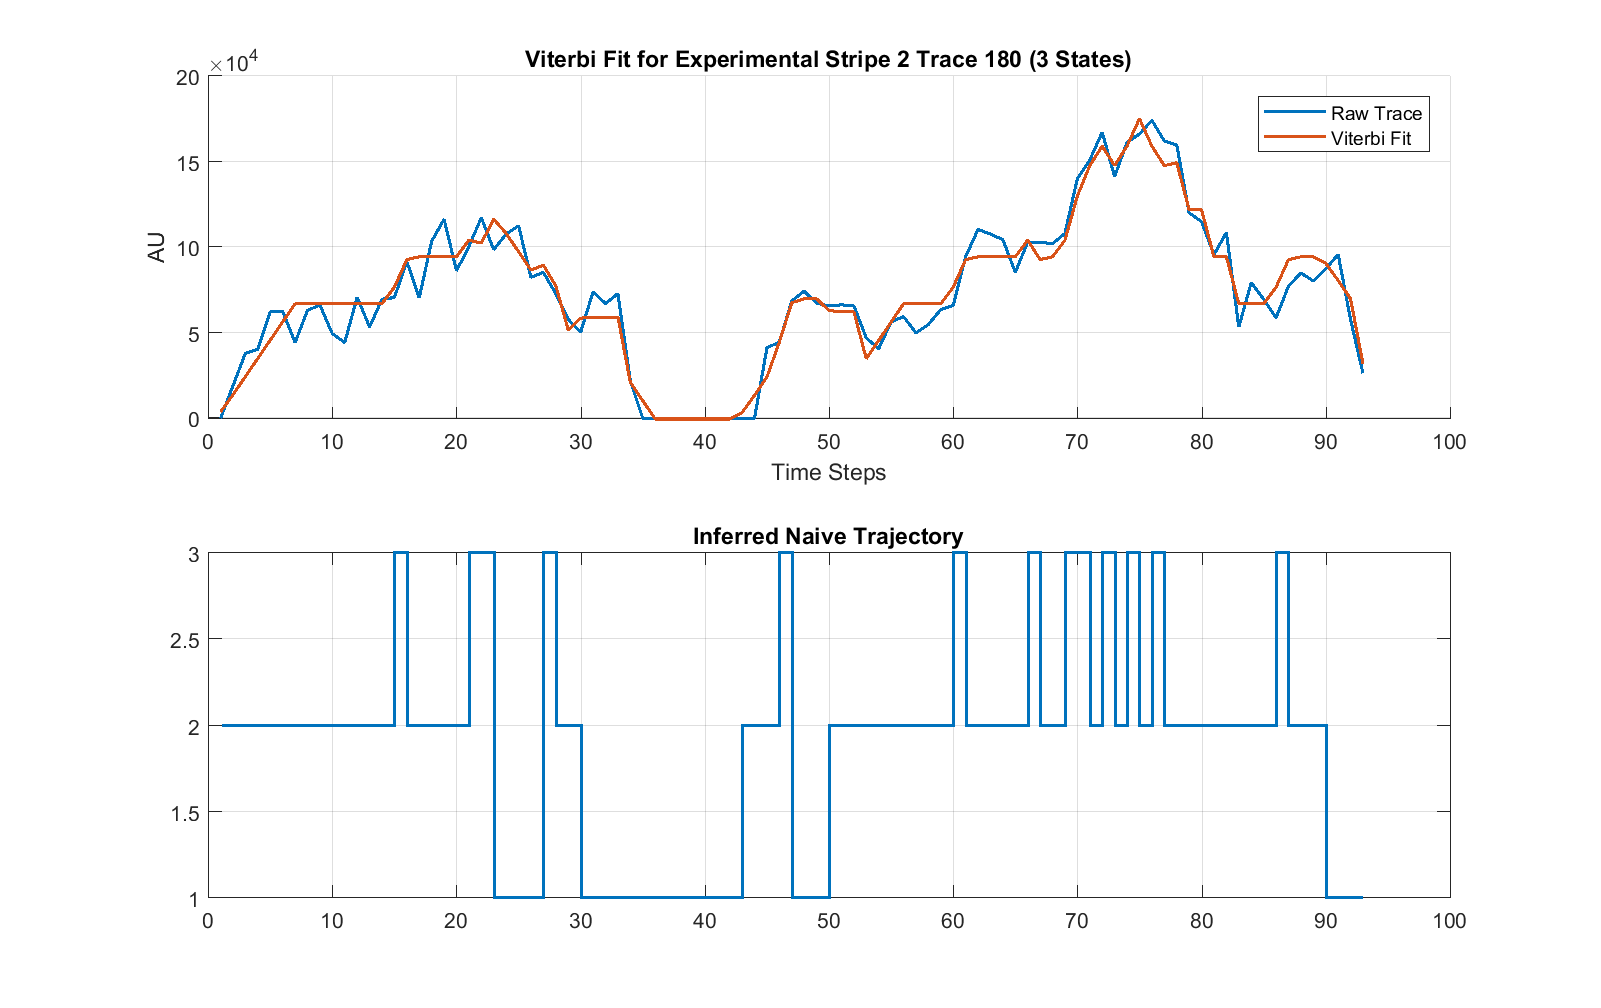 Viterbi Fit for Experimental Stripe 2 Trace 180 (3 States)
×10⁴
20
15
10
5
0
AU
Raw Trace
Viterbi Fit
0 10 20 30 40 50 60 70 80 90 100
Time Steps
Inferred Naive Trajectory
3
2.5
2
1.5
1
0 10 20 30 40 50 60 70 80 90 100